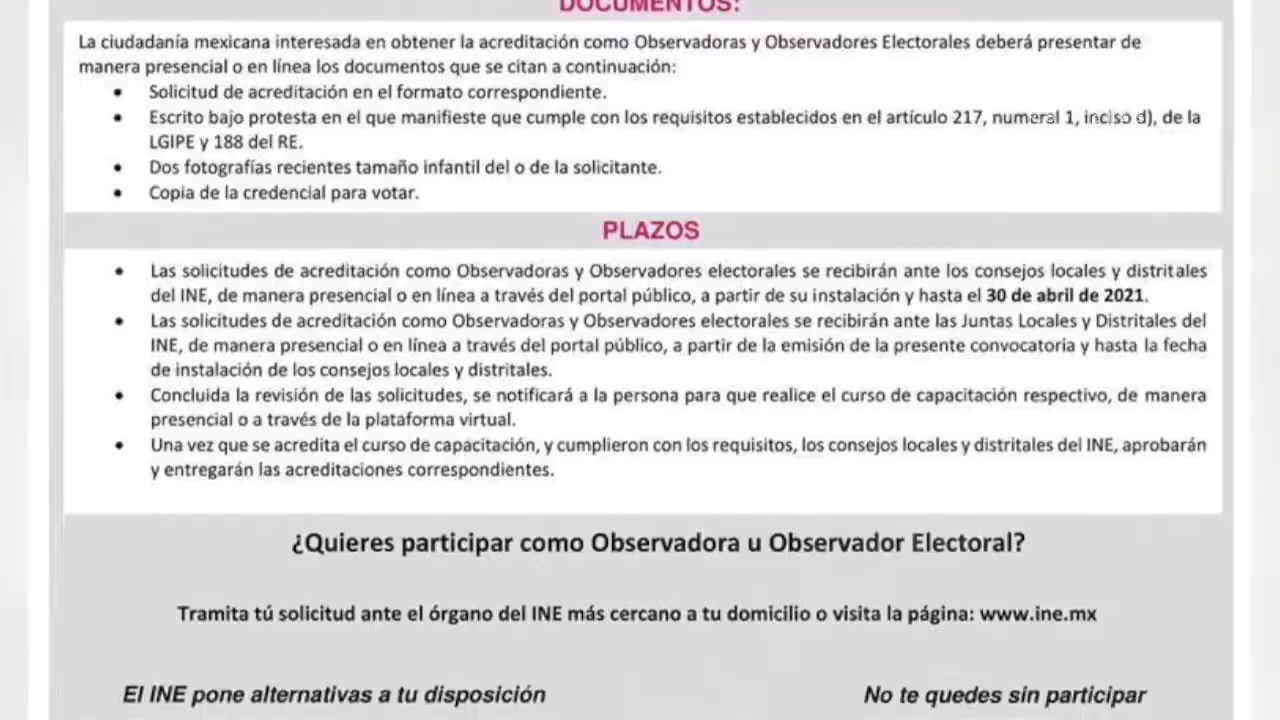 DOCUMENTOS:
La ciudadanía mexicana interesada en obtener la acreditación como Observadoras y Observadores Electorales deberá presentar de
manera presencial o en línea los documentos que se citan a continuación:
• Solicitud de acreditación en el formato correspondiente.
• Escrito bajo protesta en el que manifieste que cumple con los requisitos establecidos en el artículo 217, numeral 1, inciso d), de la
LGIPE y 188 del RE.
• Dos fotografías recientes tamaño infantil del o de la solicitante.
• Copia de la credencial para votar.
PLAZOS
• Las solicitudes de acreditación como Observadoras y Observadores electorales se recibirán ante los consejos locales y distritales
del INE, de manera presencial o en línea a través del portal público, a partir de su instalación y hasta el 30 de abril de 2021.
• Las solicitudes de acreditación como Observadoras y Observadores electorales se recibirán ante las Juntas Locales y Distritales del
INE, de manera presencial o en línea a través del portal público, a partir de la emisión de la presente convocatoria y hasta la fecha
de instalación de los consejos locales y distritales.
• Concluida la revisión de las solicitudes, se notificará a la persona para que realice el curso de capacitación respectivo, de manera
presencial o a través de la plataforma virtual.
• Una vez que se acredita el curso de capacitación, y cumplieron con los requisitos, los consejos locales y distritales del INE, aprobarán
y entregarán las acreditaciones correspondientes.
¿Quieres participar como Observadora u Observador Electoral?
Tramita tú solicitud ante el órgano del INE más cercano a tu domicilio o visita la página: www.ine.mx
El INE pone alternativas a tu disposición
No te quedes sin participar